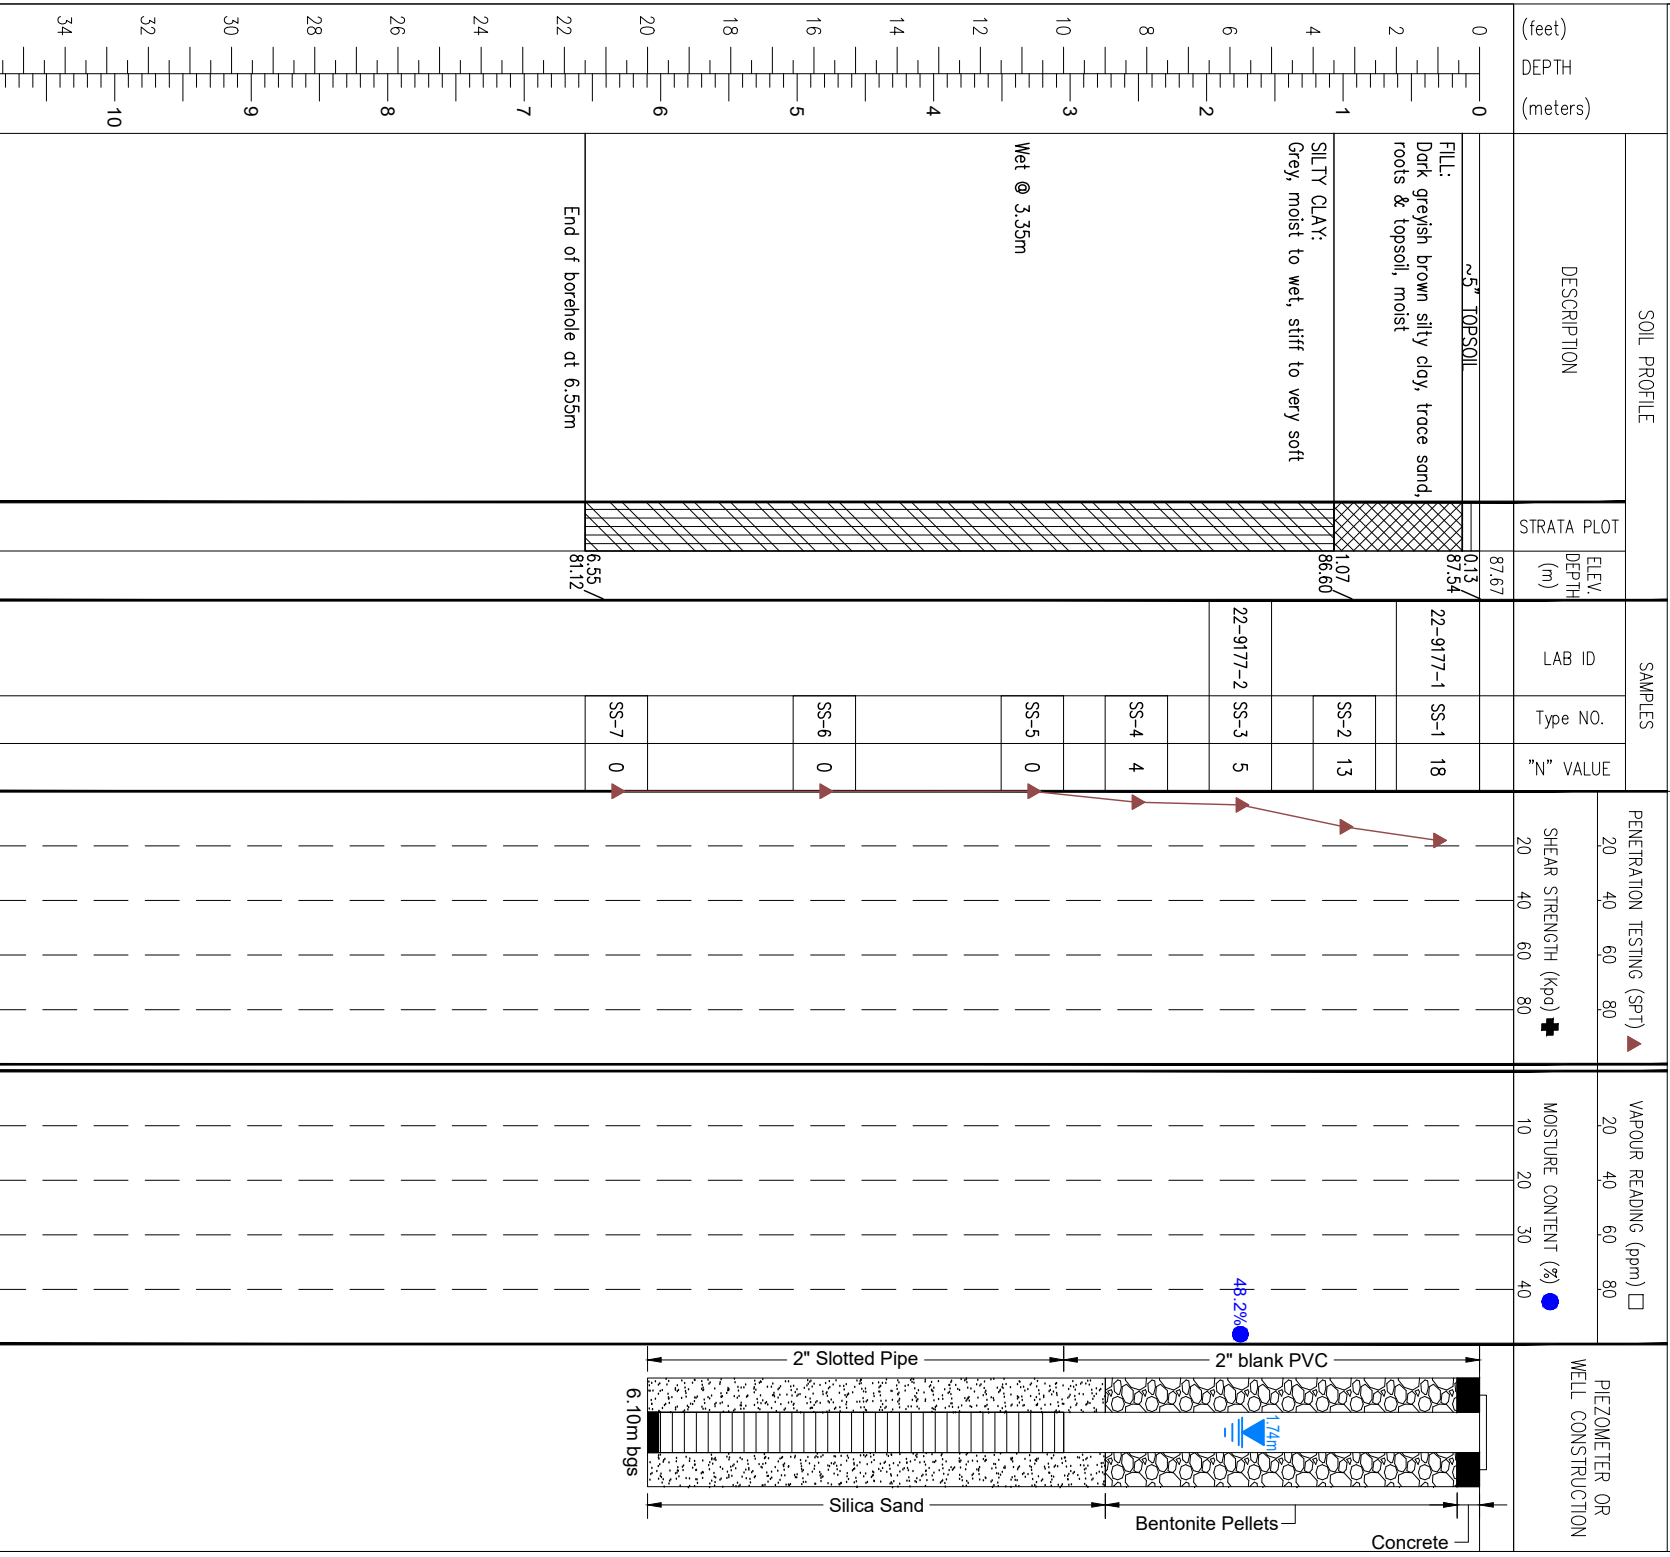 SOIL PROFILE
SAMPLES
PENETRATION TESTING (SPT)
20 40 60 80
SHEAR STRENGTH (Kpa)
20 40 60 80
VAPOUR READING (ppm)
20 40 60 80
MOISTURE CONTENT (%)
10 20 30 40
PIEZOMETER OR
WELL CONSTRUCTION
(feet)
DEPTH
(meters)
DESCRIPTION
STRATA PLOT
ELEV.
DEPTH
(m)
LAB ID
Type NO.
"N" VALUE
0
2
4
6
8
10
12
14
16
18
20
22
24
26
28
30
32
34
0
1
2
3
4
5
6
7
8
9
10
~5" TOPSOIL
FILL:
Dark greyish brown silty clay, trace sand,
roots & topsoil, moist
SILTY CLAY:
Grey, moist to wet, stiff to very soft
Wet @ 3.35m
End of borehole at 6.55m
87.67
0.13
87.54
1.07
86.60
6.55
81.12
22-9177-1 SS-1 18
SS-2 13
22-9177-2 SS-3 5
SS-4 4
SS-5 0
SS-6 0
SS-7 0
48.2%
2" blank PVC
2" Slotted Pipe
1.74m
6.10m bgs
Concrete
Bentonite Pellets
Silica Sand